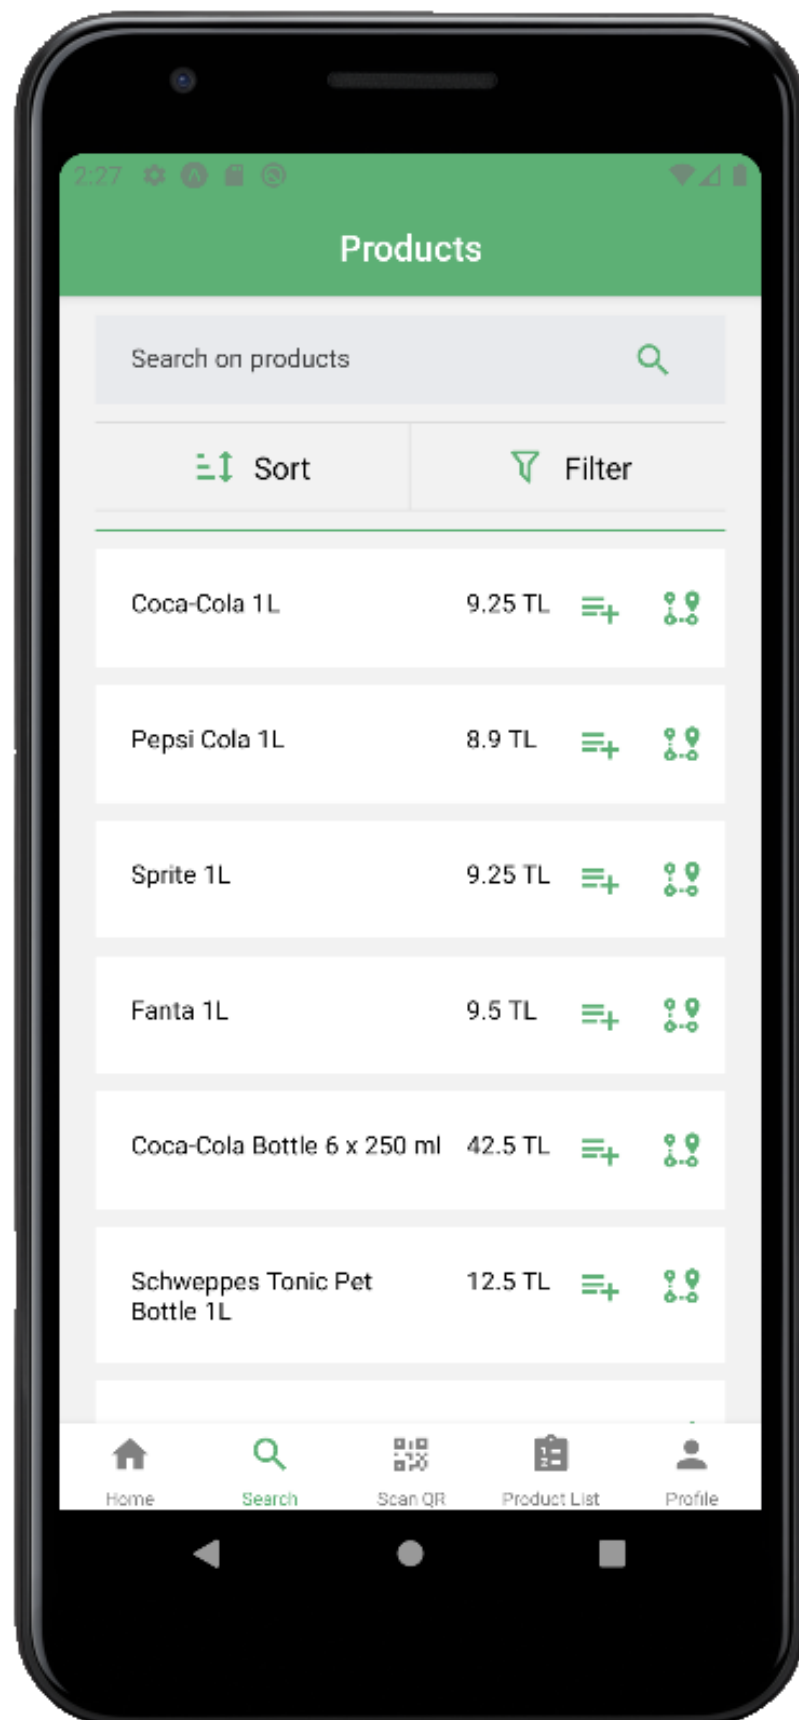 2:27
Products
Search on products
Sort
Filter
Coca-Cola 1L 9.25 TL
Pepsi Cola 1L 8.9 TL
Sprite 1L 9.25 TL
Fanta 1L 9.5 TL
Coca-Cola Bottle 6 x 250 ml 42.5 TL
Schweppes Tonic Pet 12.5 TL
Bottle 1L
Home
Search
Scan QR
Product List
Profile